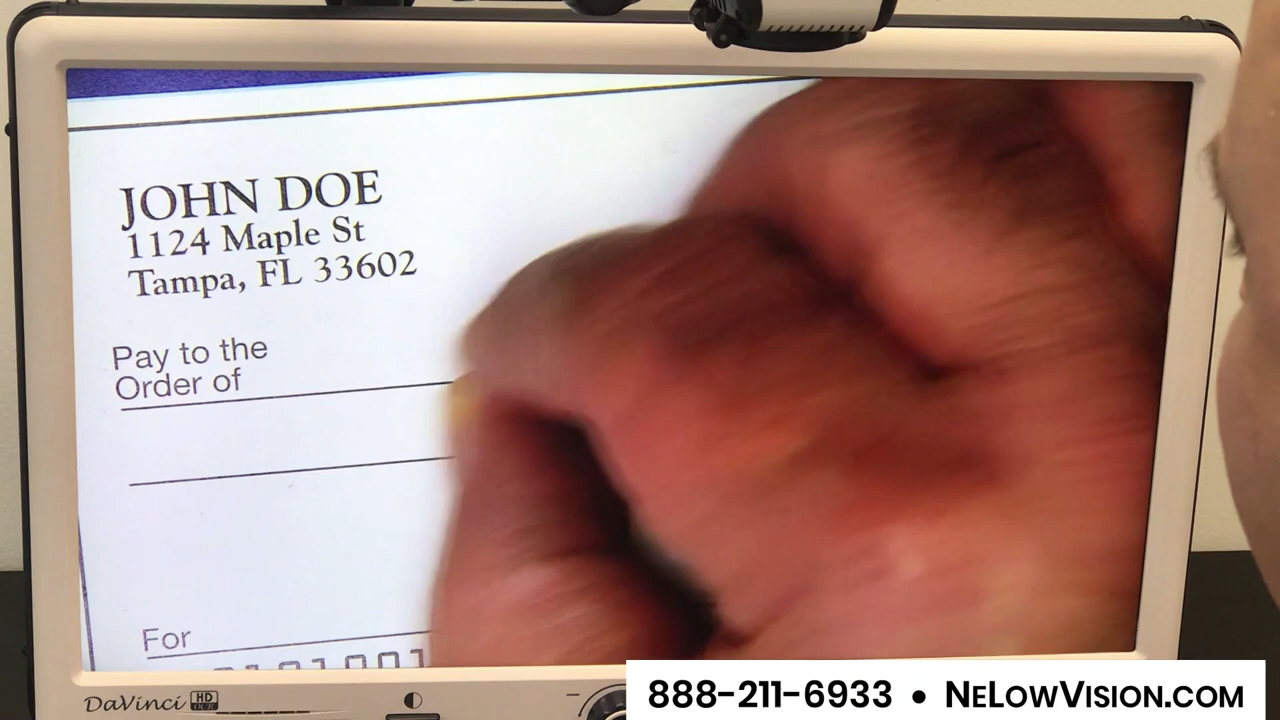 JOHN DOE
1124 Maple St
Tampa, FL 33602
Pay to the
Order of
For
DaVinci HD OCR
888-211-6933 • NELOWVISION.COM